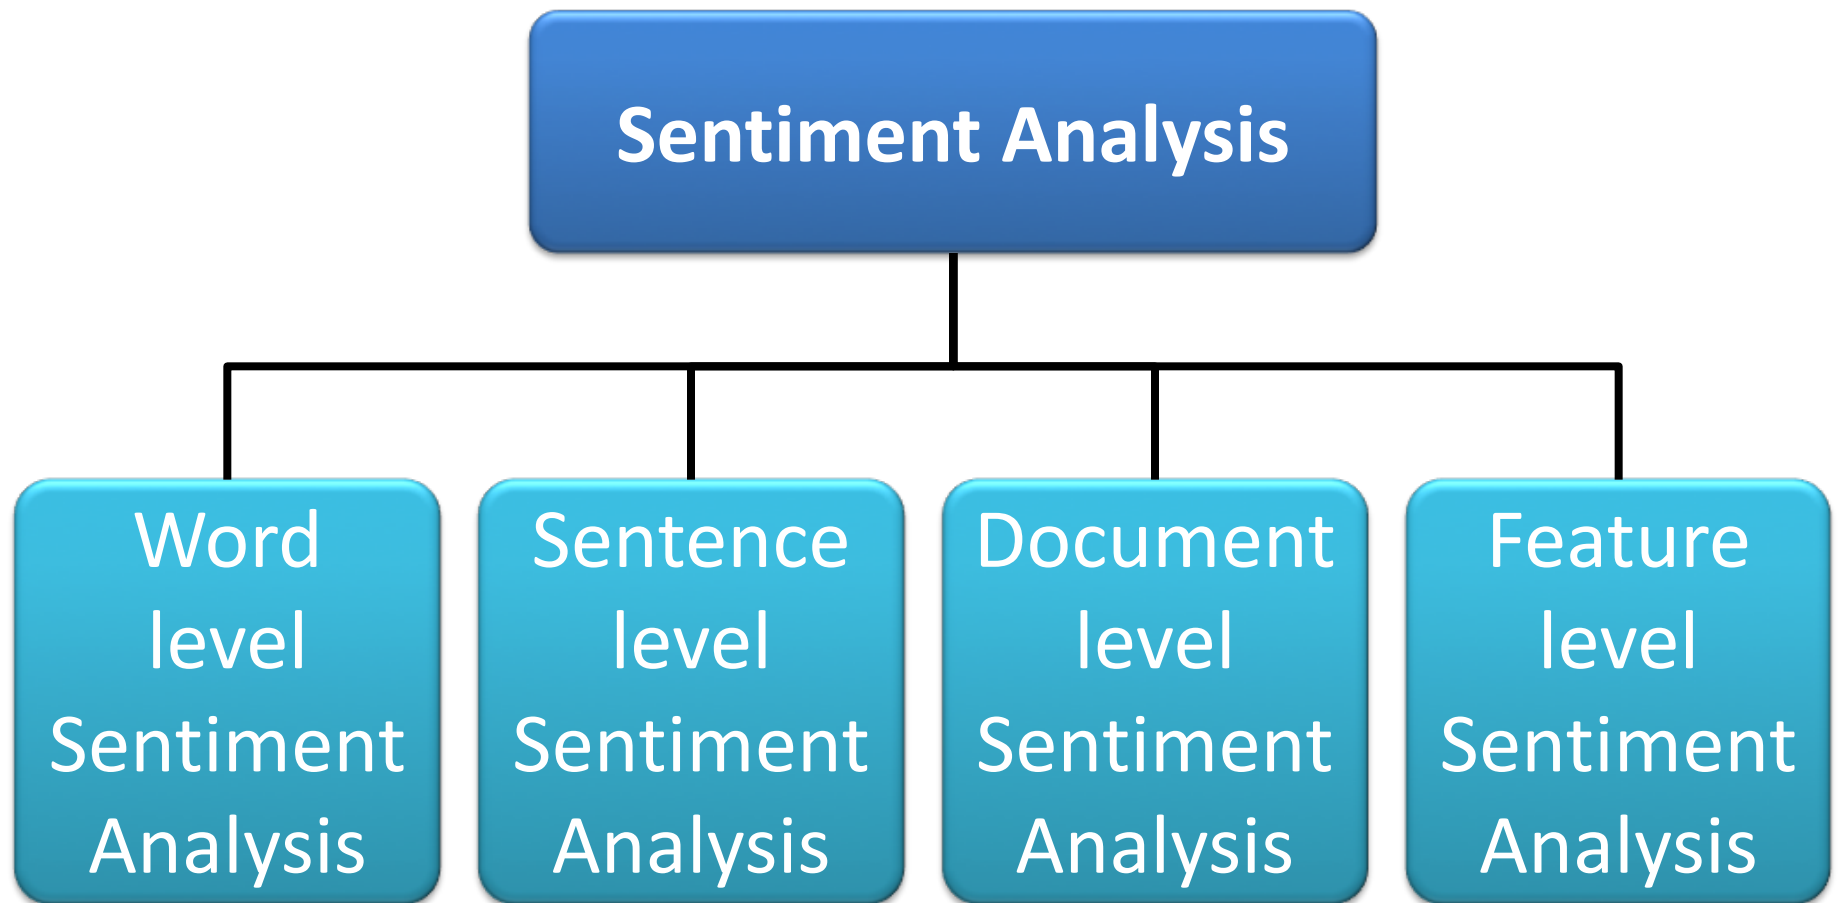 Sentiment Analysis
Word
level
Sentiment
Analysis
Sentence
level
Sentiment
Analysis
Document
level
Sentiment
Analysis
Feature
level
Sentiment
Analysis